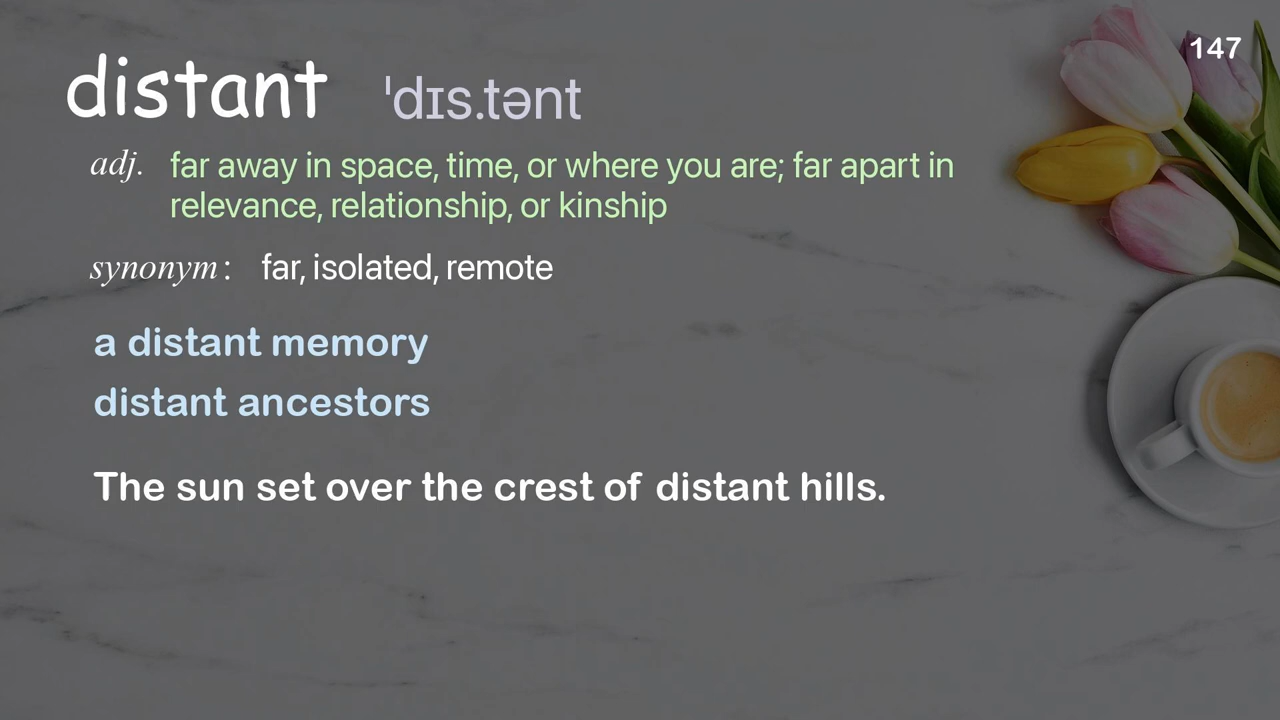 147
distant ˈdɪs.tənt
adj. far away in space, time, or where you are; far apart in
relevance, relationship, or kinship
synonym: far, isolated, remote
a distant memory
distant ancestors
The sun set over the crest of distant hills.